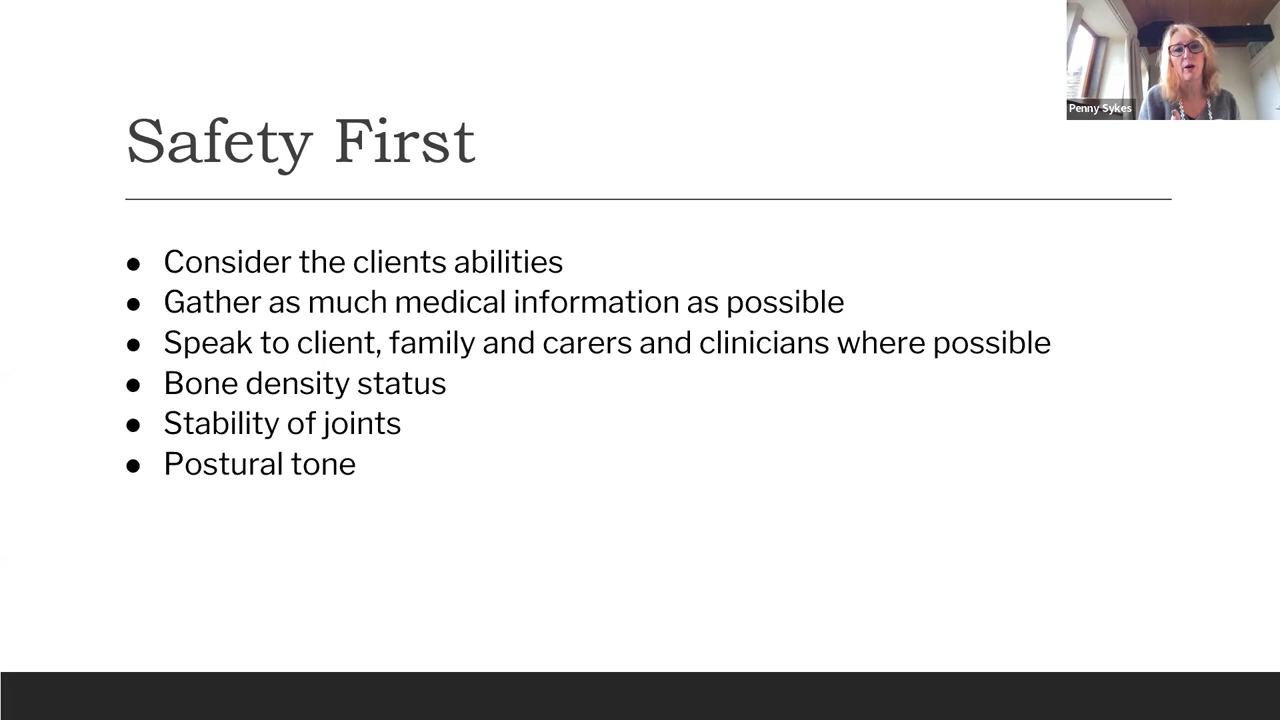 Penny Sykes
Safety First
● Consider the clients abilities
● Gather as much medical information as possible
● Speak to client, family and carers and clinicians where possible
● Bone density status
● Stability of joints
● Postural tone